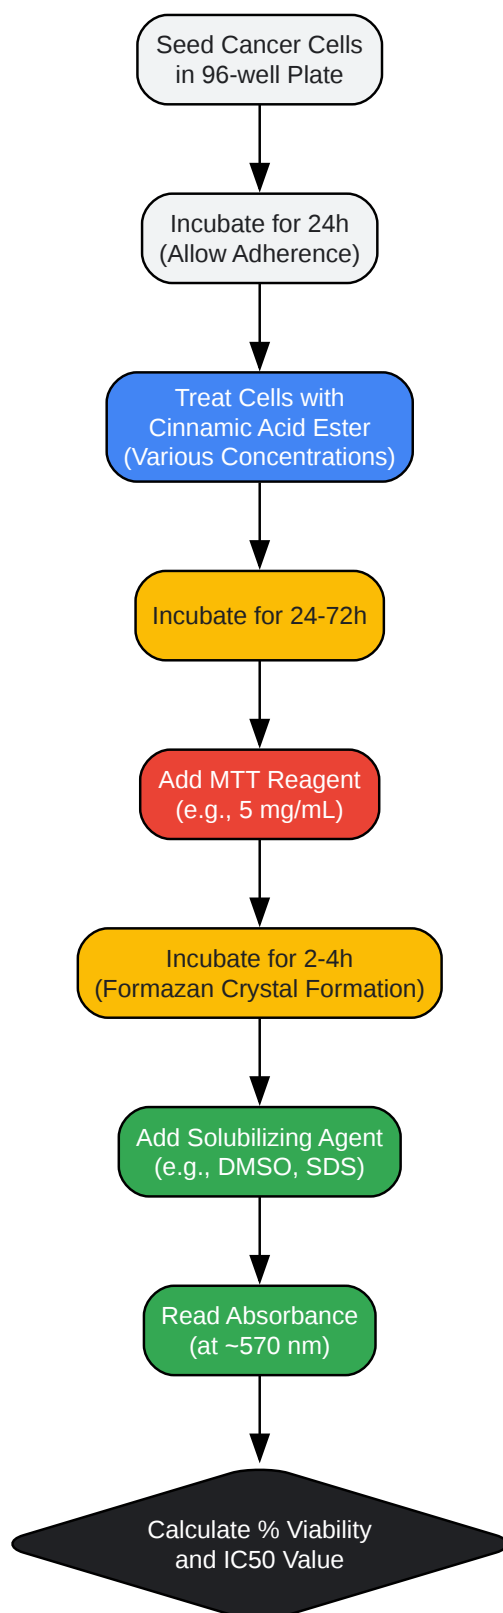 Seed Cancer Cells
in 96-well Plate
Incubate for 24h
(Allow Adherence)
Treat Cells with
Cinnamic Acid Ester
(Various Concentrations)
Incubate for 24-72h
Add MTT Reagent
(e.g., 5 mg/mL)
Incubate for 2-4h
(Formazan Crystal Formation)
Add Solubilizing Agent
(e.g., DMSO, SDS)
Read Absorbance
(at ~570 nm)
Calculate % Viability
and IC50 Value